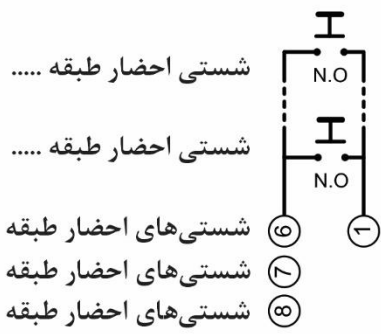 شستی احضار طبقه .....
N.O
شستی احضار طبقه .....
N.O
شستی‌های احضار طبقه 6 1
شستی‌های احضار طبقه 7
شستی‌های احضار طبقه 8